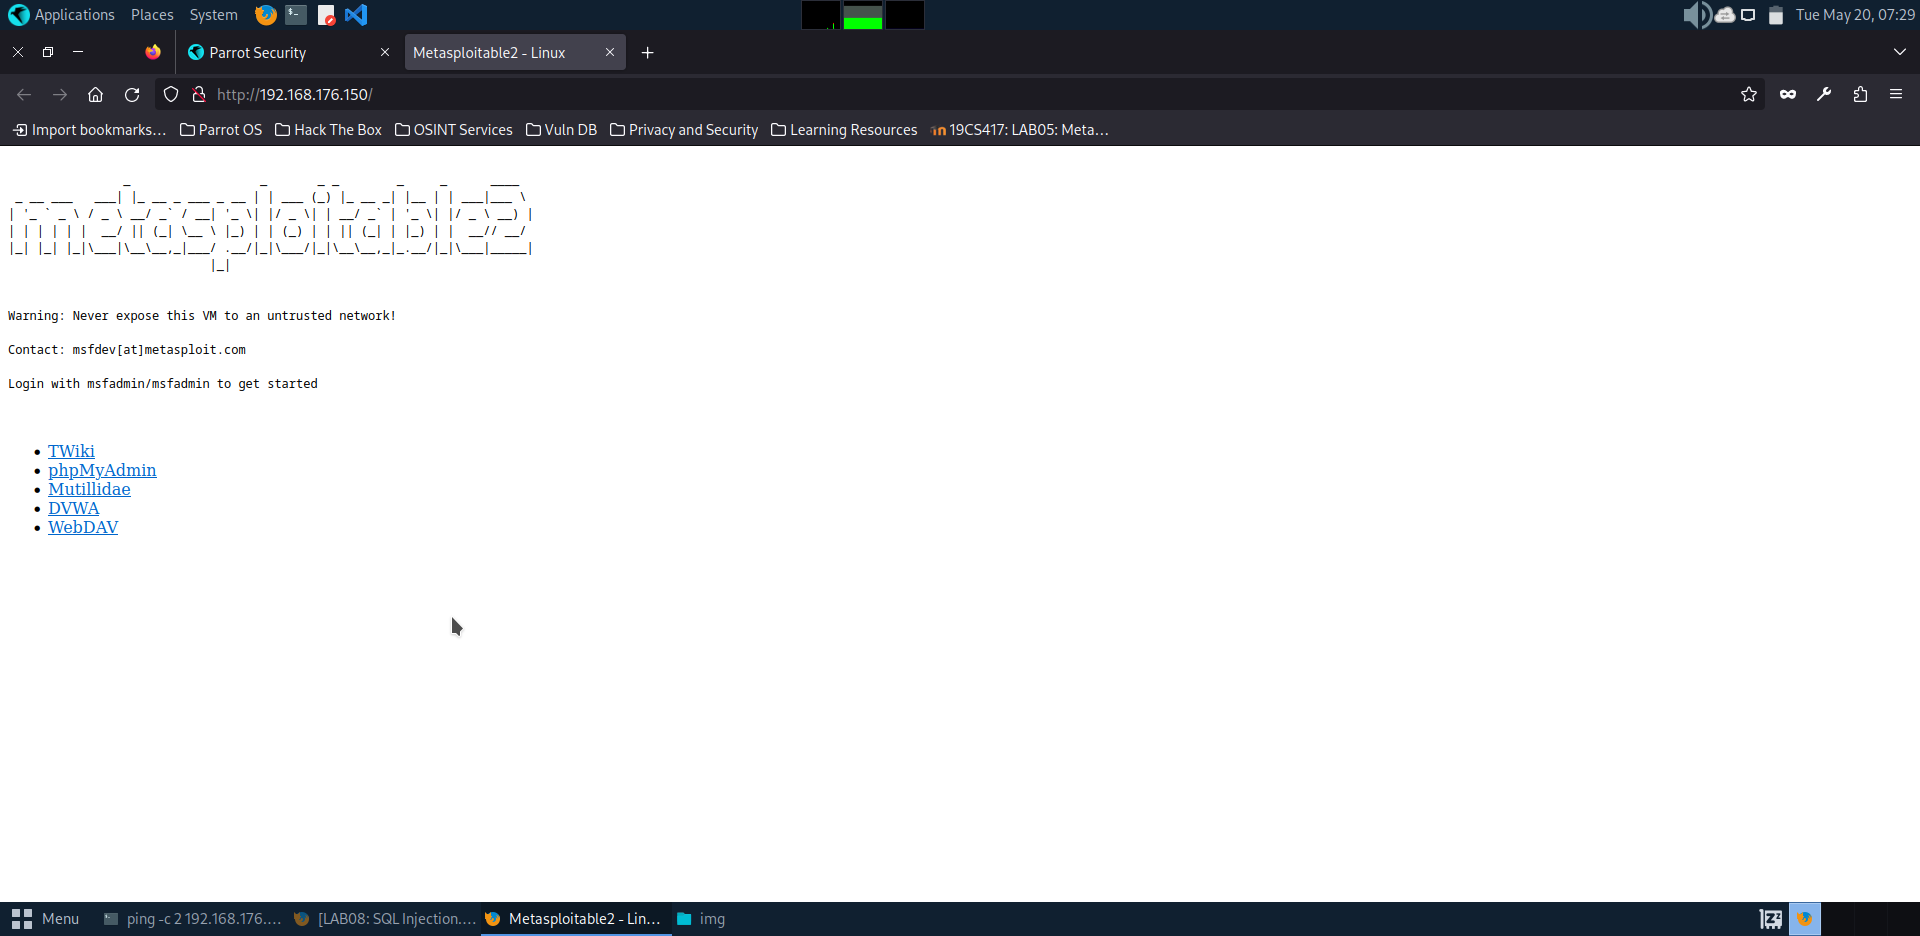 Applications Places System Tue May 20, 07:29
Parrot Security Metasploitable2 - Linux
http://192.168.176.150/
Import bookmarks... Parrot OS Hack The Box OSINT Services Vuln DB Privacy and Security Learning Resources 19CS417: LAB05: Meta...
metasploitable2
Warning: Never expose this VM to an untrusted network!
Contact: msfdev[at]metasploit.com
Login with msfadmin/msfadmin to get started
TWiki
phpMyAdmin
Mutillidae
DVWA
WebDAV
Menu ping -c 2 192.168.176.... [LAB08: SQL Injection.... Metasploitable2 - Lin... img